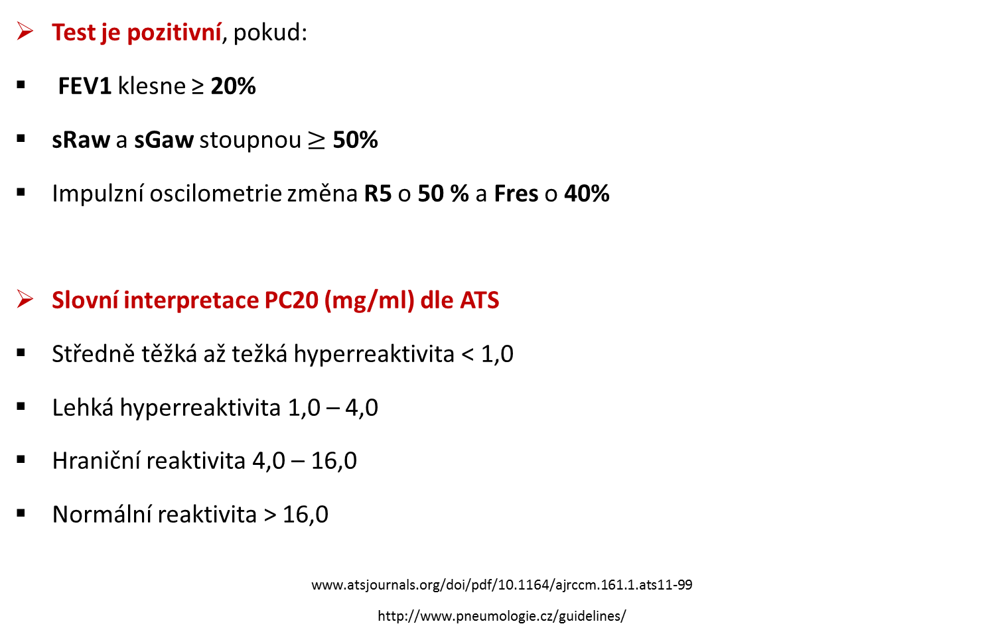 Test je pozitivní, pokud:
FEV1 klesne ≥ 20%
sRaw a sGaw stoupnou ≥ 50%
Impulzní oscilometrie změna R5 o 50 % a Fres o 40%
Slovní interpretace PC20 (mg/ml) dle ATS
Středně těžká až težká hyperreaktivita < 1,0
Lehká hyperreaktivita 1,0 – 4,0
Hraniční reaktivita 4,0 – 16,0
Normální reaktivita > 16,0
www.atsjournals.org/doi/pdf/10.1164/ajrccm.161.1.ats11-99
http://www.pneumologie.cz/guidelines/